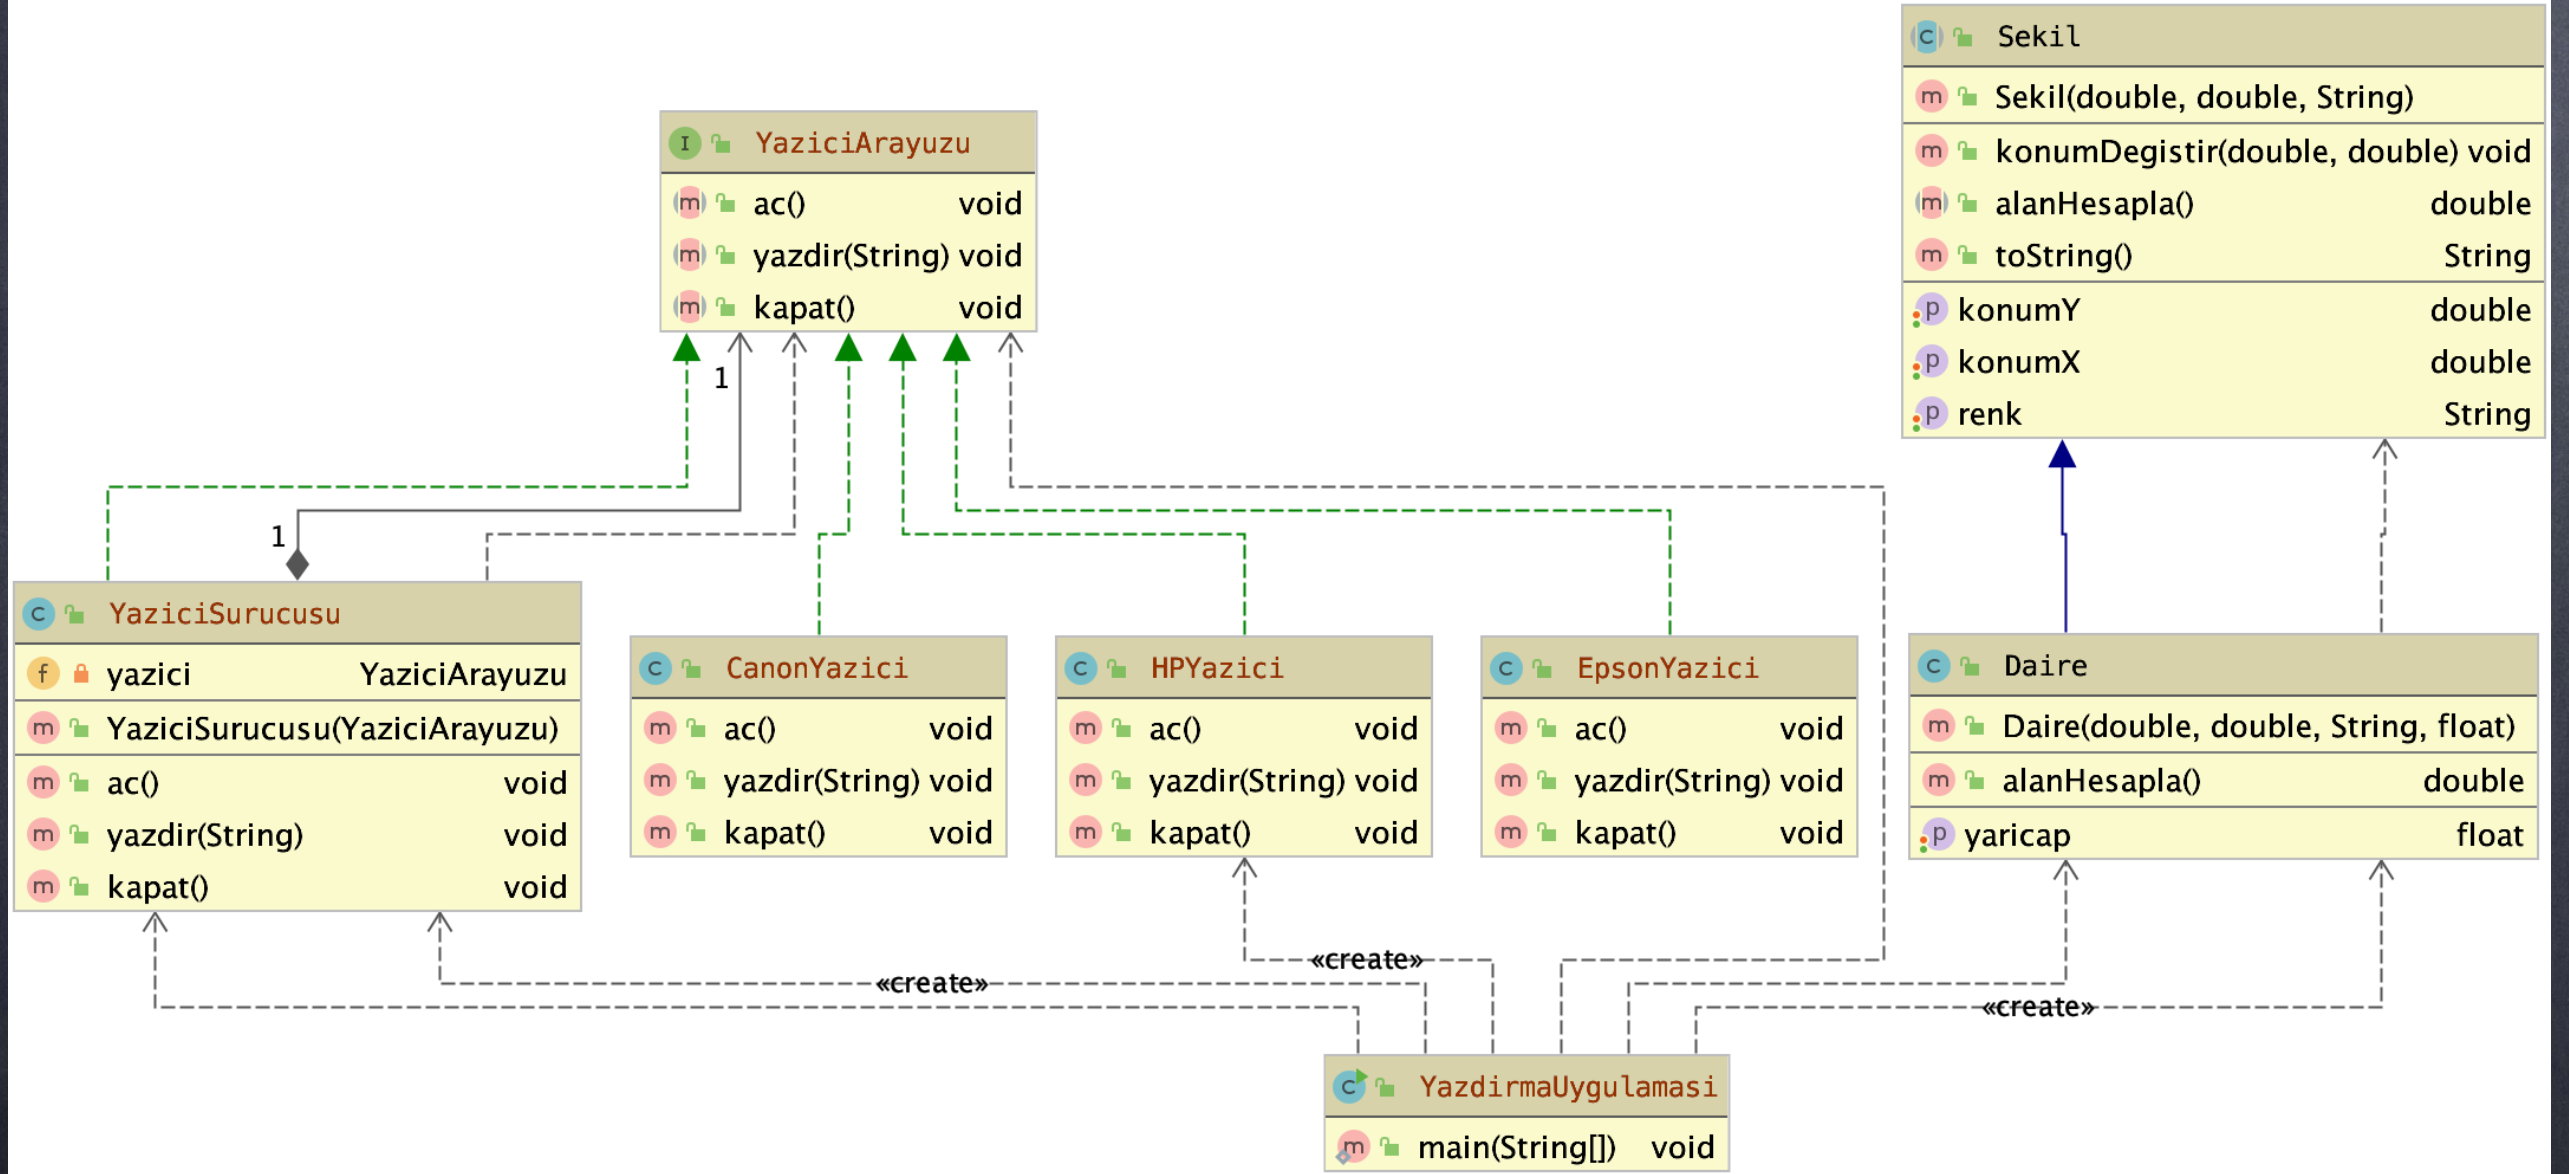 Sekil
Sekil(double, double, String)
konumDegistir(double, double) void
alanHesapla() double
toString() String
konumY double
konumX double
renk String
YaziciArayuzu
ac() void
yazdir(String) void
kapat() void
1
1
YaziciSurucusu
yazici YaziciArayuzu
YaziciSurucusu(YaziciArayuzu)
ac() void
yazdir(String) void
kapat() void
CanonYazici
ac() void
yazdir(String) void
kapat() void
HPYazici
ac() void
yazdir(String) void
kapat() void
EpsonYazici
ac() void
yazdir(String) void
kapat() void
Daire
Daire(double, double, String, float)
alanHesapla() double
yaricap float
«create»
«create»
«create»
YazdirmaUygulamasi
main(String[]) void